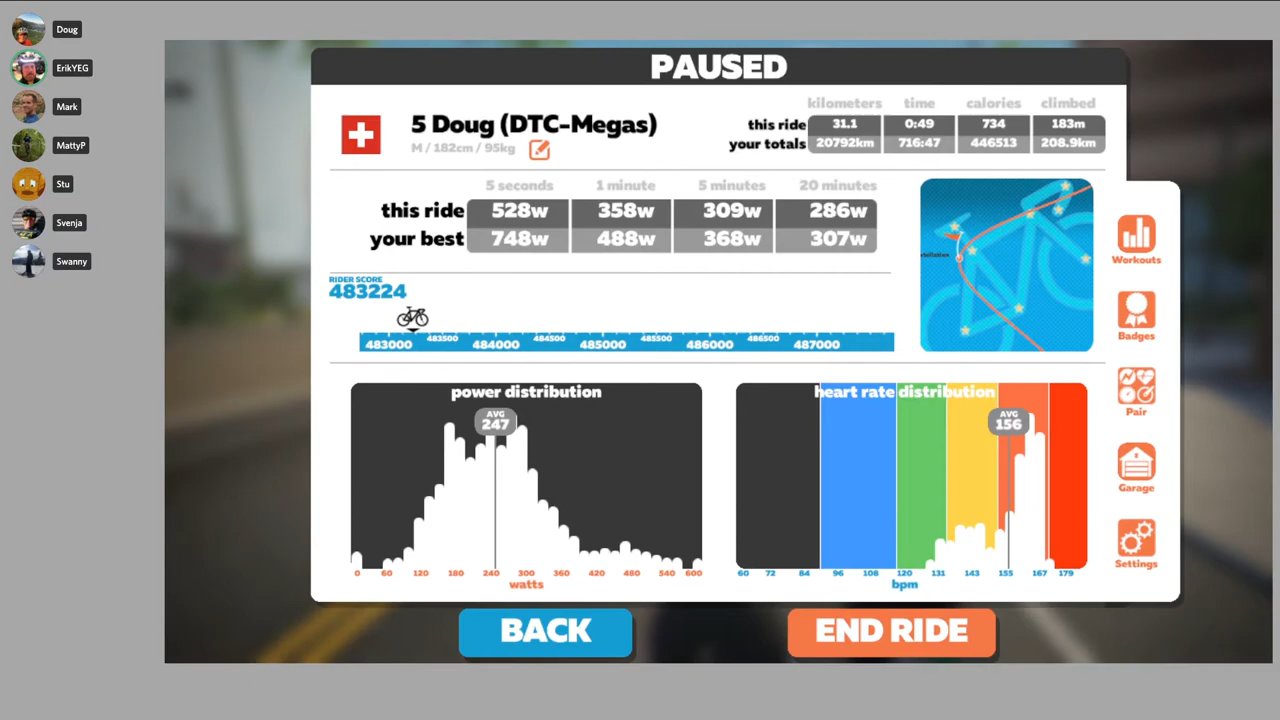 Doug
ErikYEG
Mark
MattyP
Stu
Svenja
Swanny
PAUSED
5 Doug (DTC-Megas)
M / 182cm / 95kg
kilometers time calories climbed
this ride 31.1 0:49 734 183m
your totals 20792km 716:47 446513 208.9km
5 seconds 1 minute 5 minutes 20 minutes
this ride 528w 358w 309w 286w
your best 748w 488w 368w 307w
RIDER SCORE
483224
483000 483500 484000 484500 485000 485500 486000 486500 487000
power distribution
AVG
247
0 60 120 180 240 300 360 420 480 540 600
watts
heart rate distribution
AVG
156
60 72 84 96 108 120 131 143 155 167 179
bpm
Workouts
Badges
Pair
Garage
Settings
BACK
END RIDE